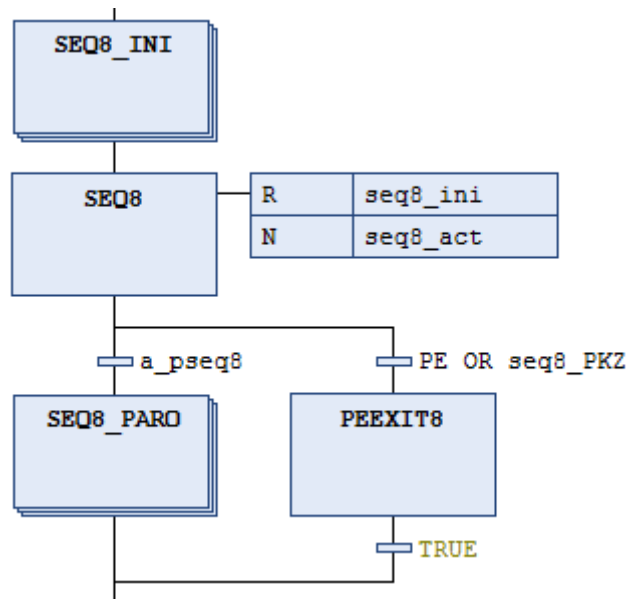 SEQ8_INI
SEQ8
R seq8_ini
N seq8_act
a_pseq8
PE OR seq8_PKZ
SEQ8_PARO
PEEXIT8
TRUE